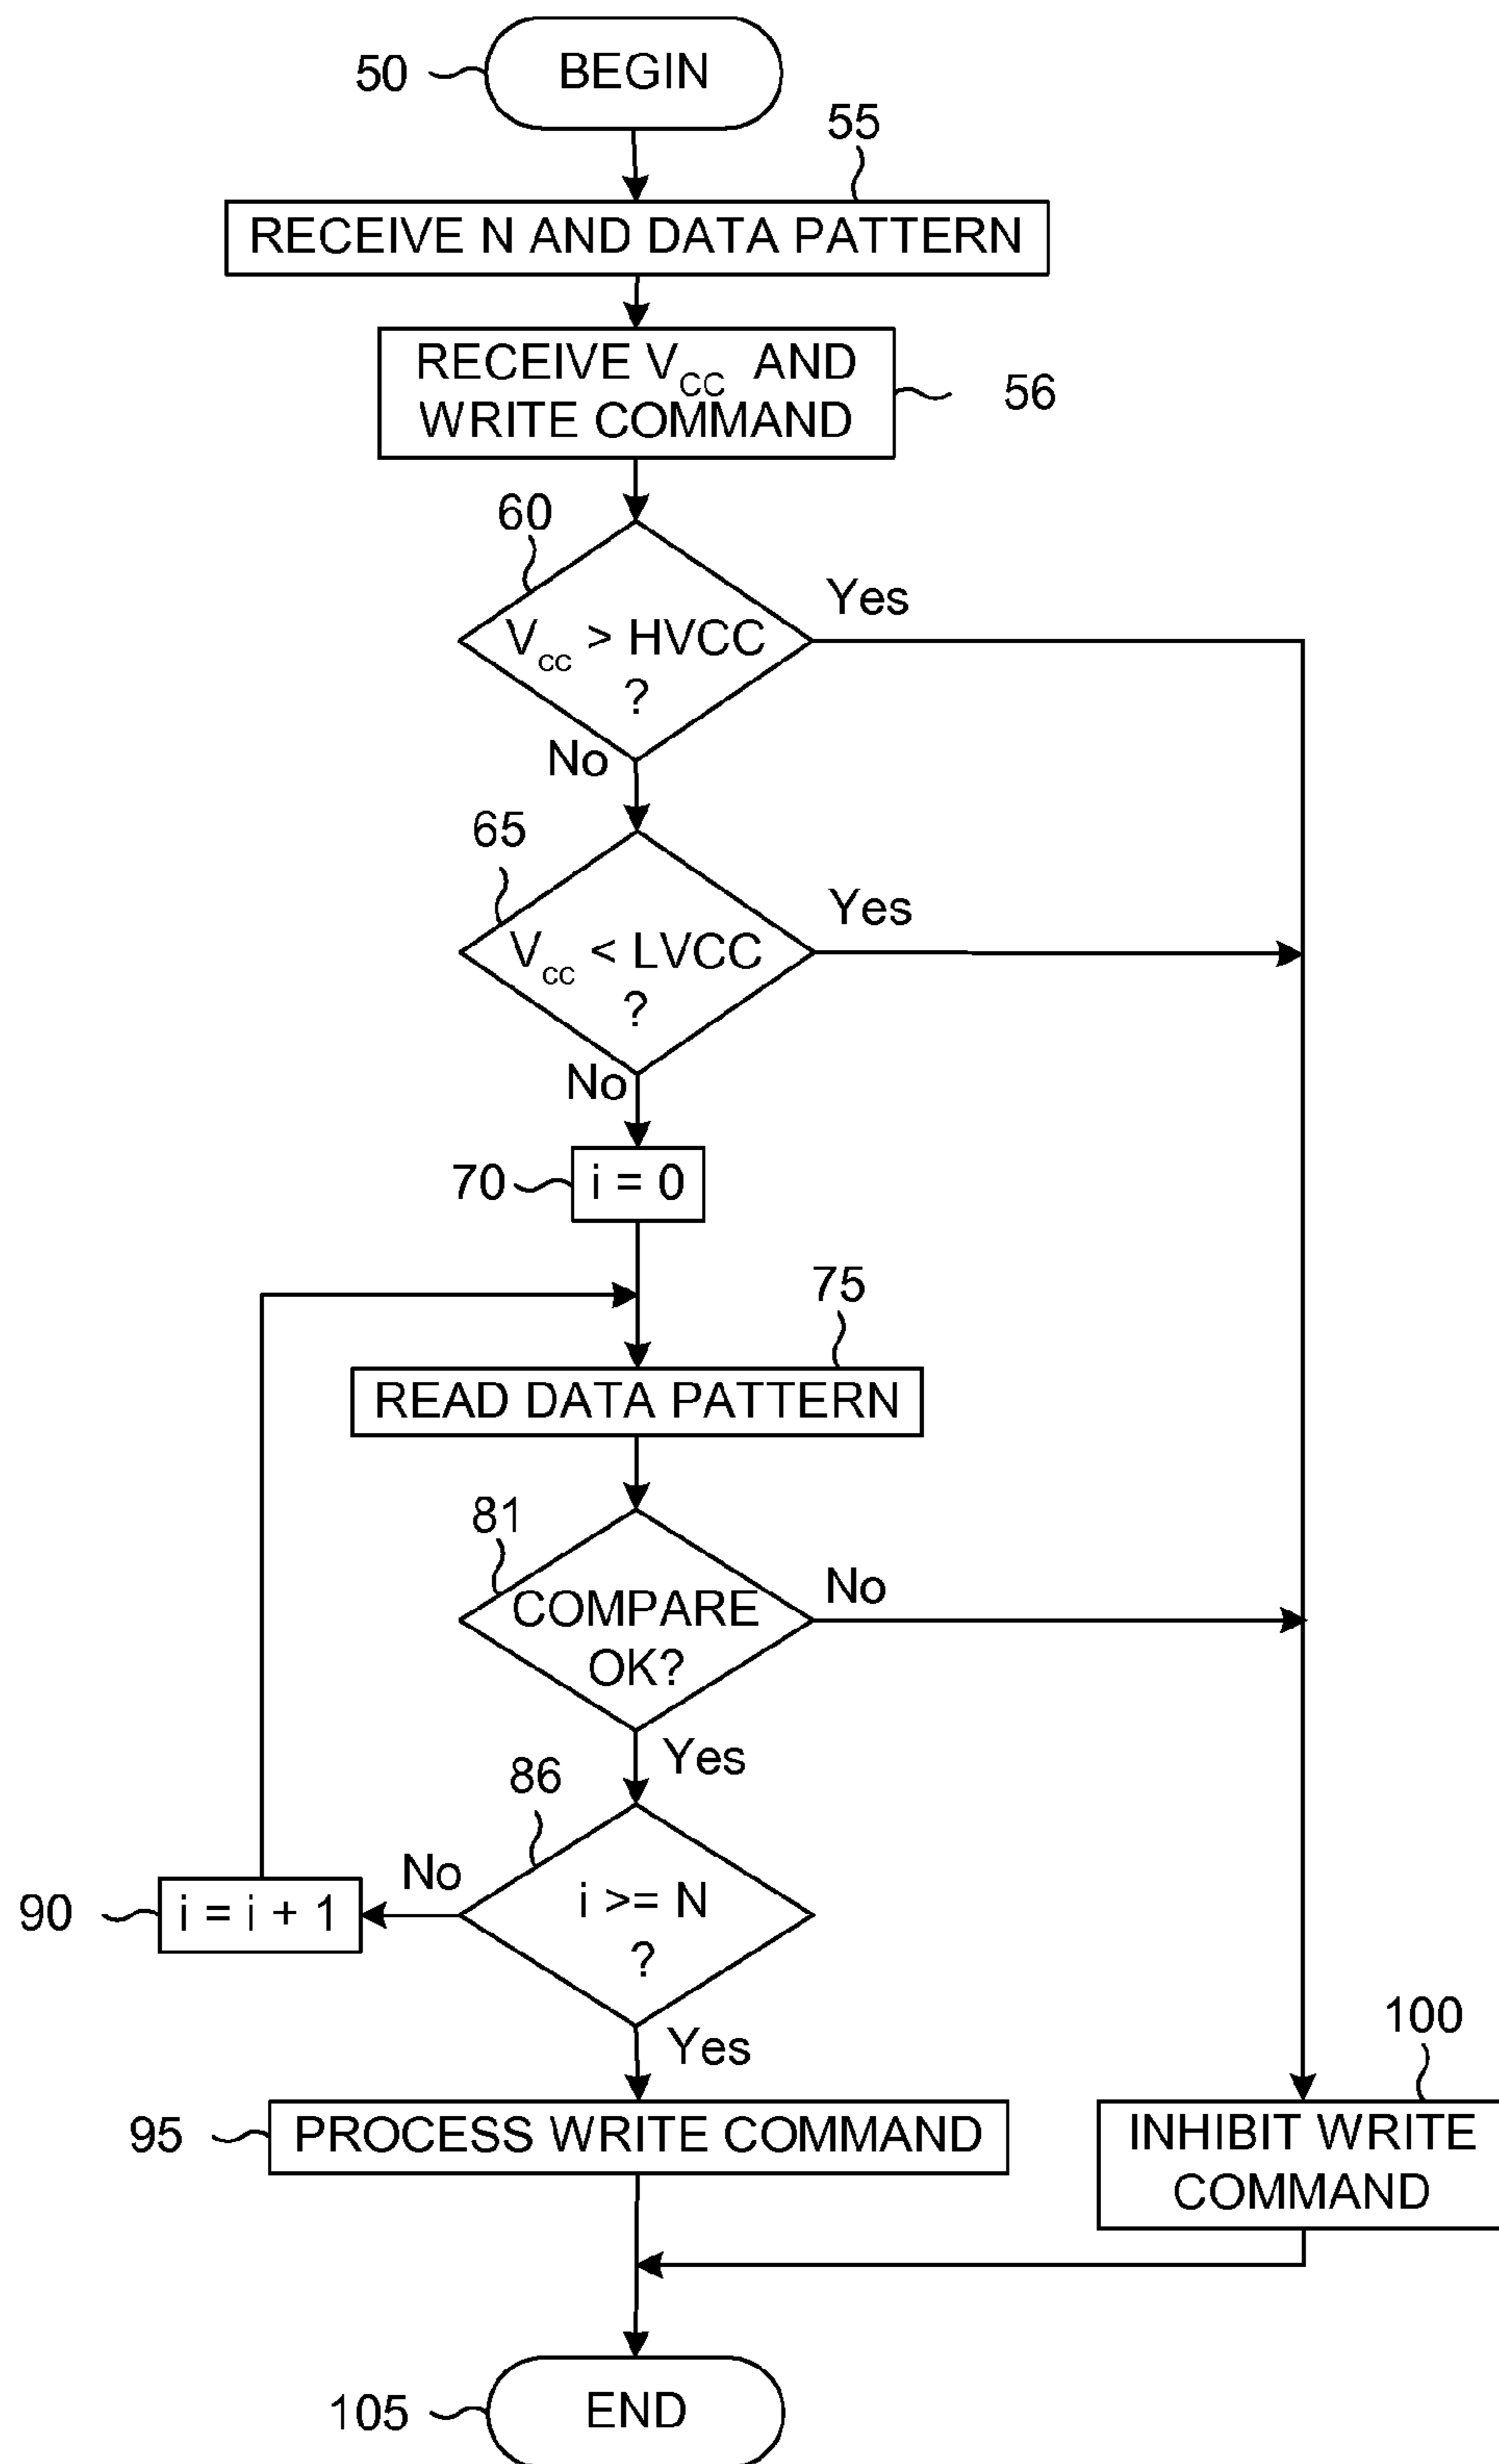 50
BEGIN
55
RECEIVE N AND DATA PATTERN
RECEIVE VCC AND
WRITE COMMAND
56
60
Vcc > HVCC
?
Yes
No
65
Vcc < LVCC
?
Yes
No
70
i = 0
75
READ DATA PATTERN
81
COMPARE
OK?
No
Yes
86
i >= N
?
No
90
i = i + 1
Yes
95
PROCESS WRITE COMMAND
100
INHIBIT WRITE
COMMAND
105
END